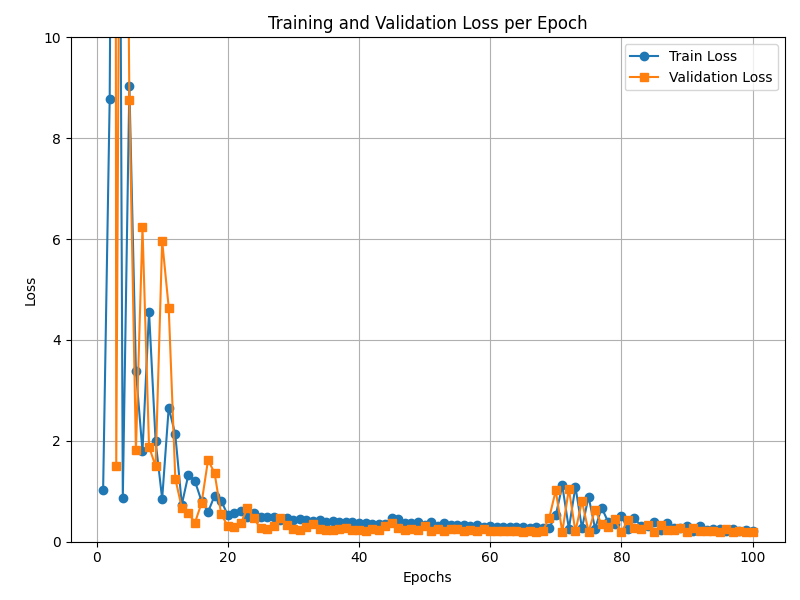 Training and Validation Loss per Epoch
Train Loss
Validation Loss
10
8
6
4
2
0
Loss
0 20 40 60 80 100
Epochs